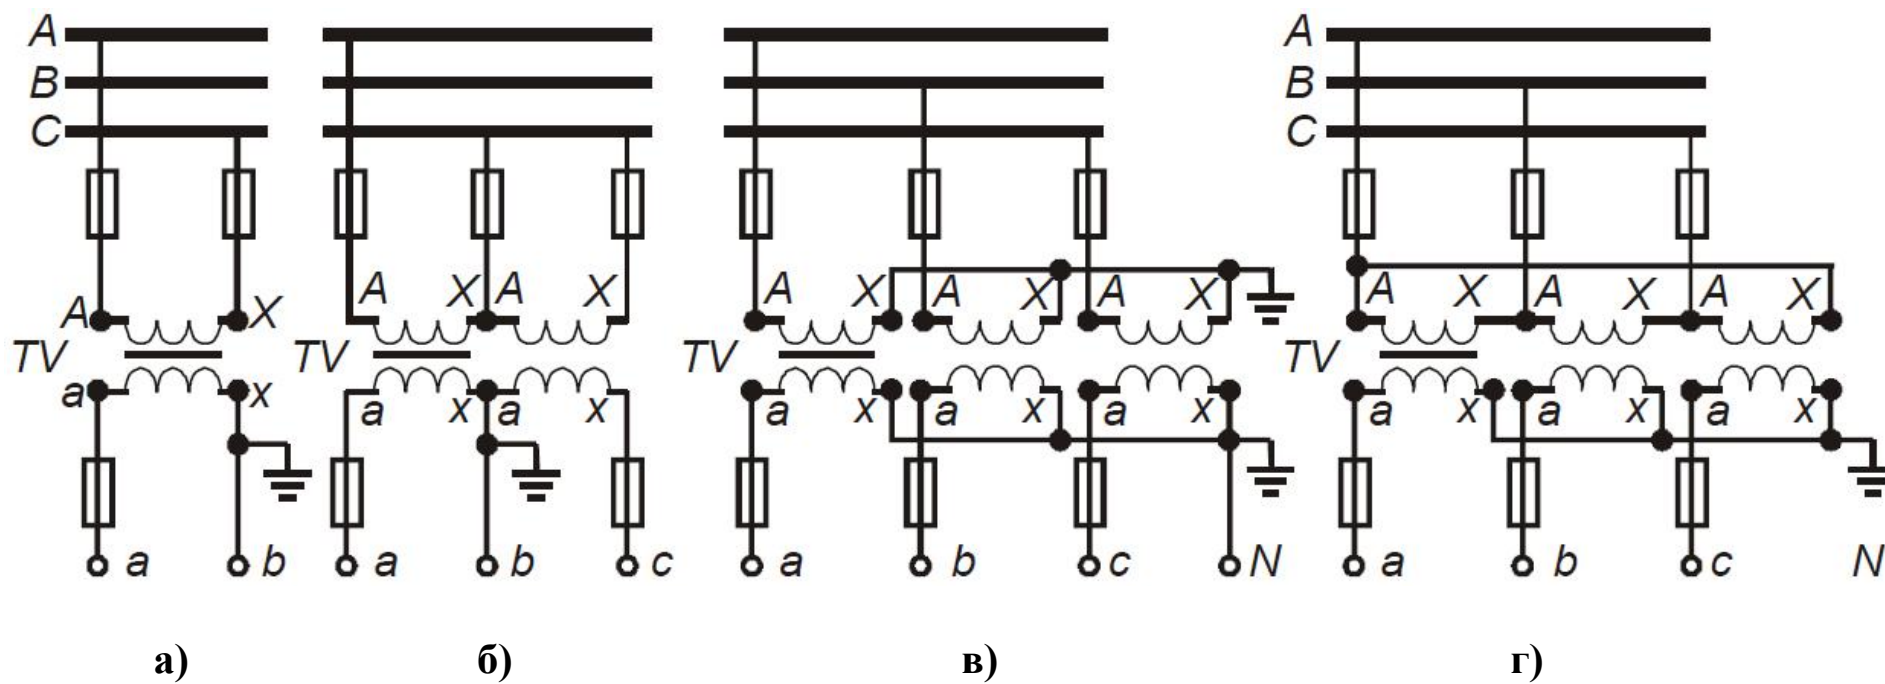 A A
B B
C C
A X A X A X A X A X A X A X A X A X
TV TV TV TV
a x a x a x a x a x a x a x a x a x
a b a b c a b c N a b c N
а) б) в) г)